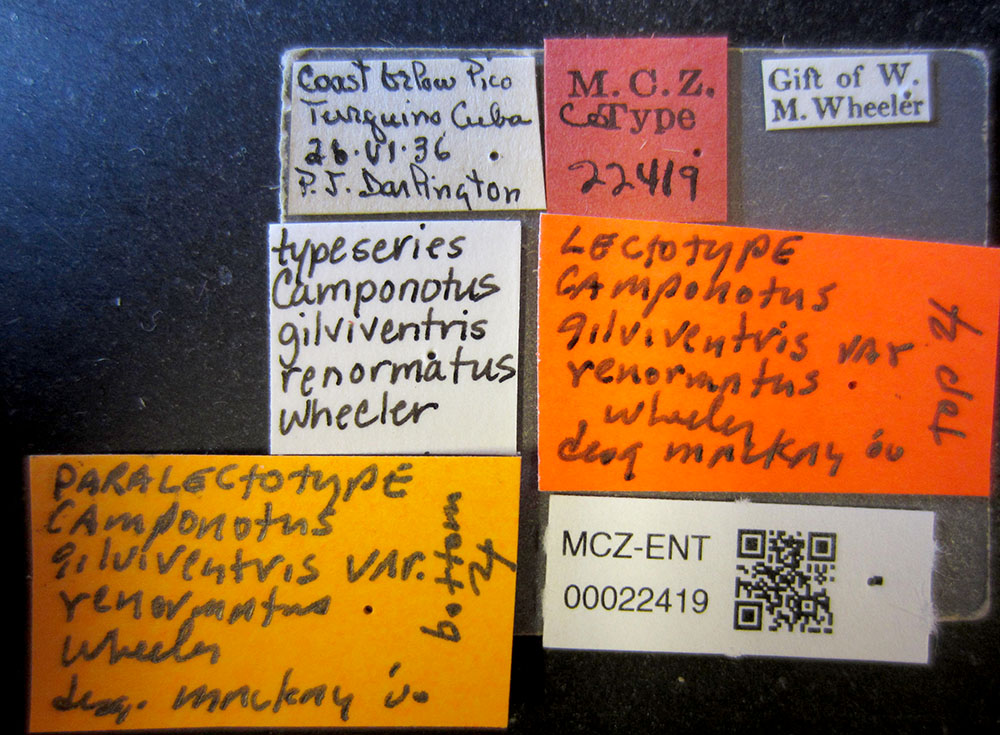 Coast below Pico
Turquino Cuba
26·VI·36
P. J. Darlington
M. C. Z.
CoType
22419
Gift of W.
M. Wheeler
typeseries
Camponotus
gilviventris
renormatus
wheeler
LECtotyPE
CAmponotus
gilviventris VAr
renormatus
wheeler
desg mackay
top ☿
PARALECtotyPE
CAmponotus
gilviventris VAr.
renormatus
wheeler
desg. mackay
bottom ☿
MCZ-ENT
00022419